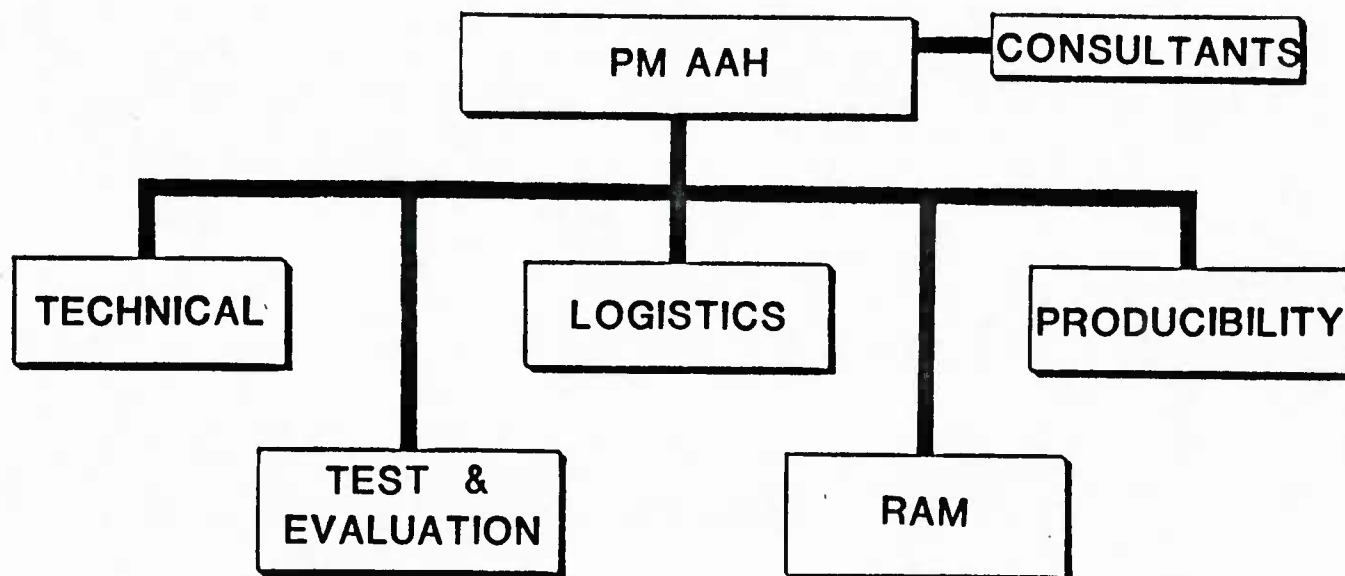 PM AAH
CONSULTANTS
TECHNICAL
LOGISTICS
PRODUCIBILITY
TEST &
EVALUATION
RAM